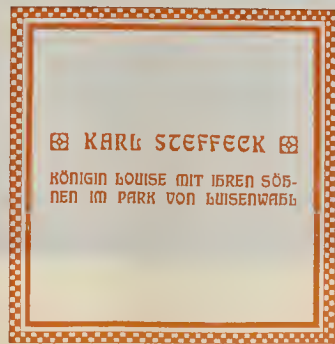 KARL STEFFECK
KÖNIGIN LOUISE MIT IHREN SÖH-
NEN IM PARK VON LUISENWAHL